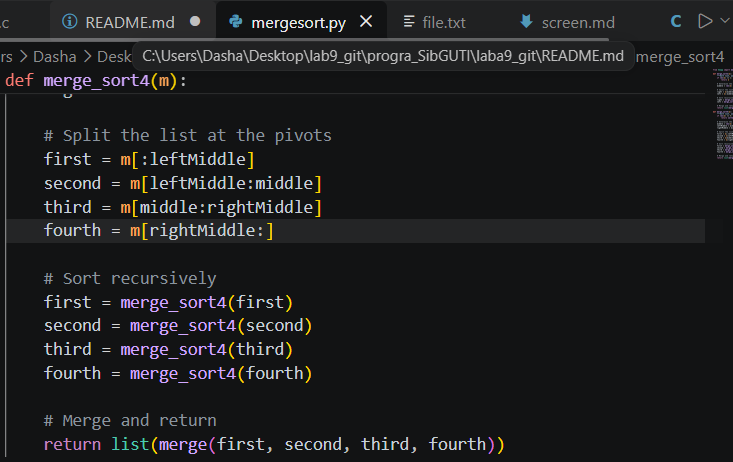 .c README.md mergesort.py file.txt screen.md C
rs > Dasha > Desk merge_sort4
C:\Users\Dasha\Desktop\lab9_git\progra_SibGUTI\laba9_git\README.md
def merge_sort4(m):
# Split the list at the pivots
first = m[:leftMiddle]
second = m[leftMiddle:middle]
third = m[middle:rightMiddle]
fourth = m[rightMiddle:]
# Sort recursively
first = merge_sort4(first)
second = merge_sort4(second)
third = merge_sort4(third)
fourth = merge_sort4(fourth)
# Merge and return
return list(merge(first, second, third, fourth))